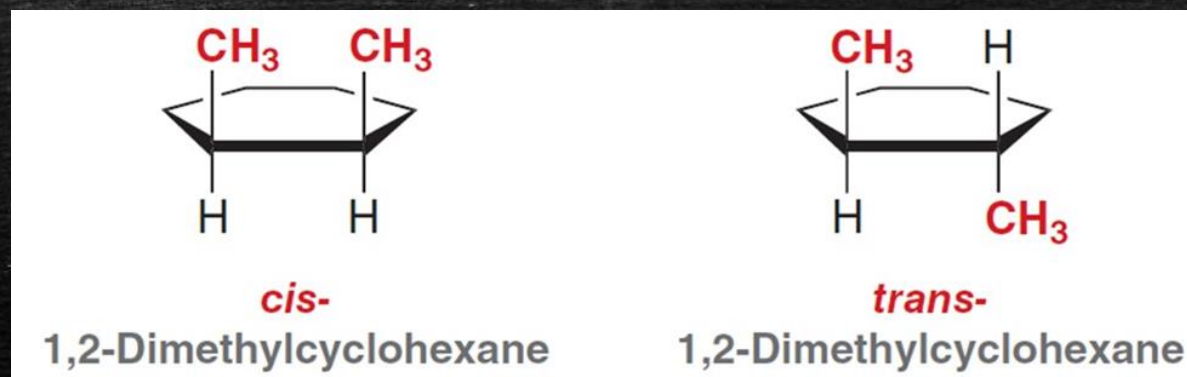 CH3 CH3
H H
cis-
1,2-Dimethylcyclohexane
CH3 H
H CH3
trans-
1,2-Dimethylcyclohexane